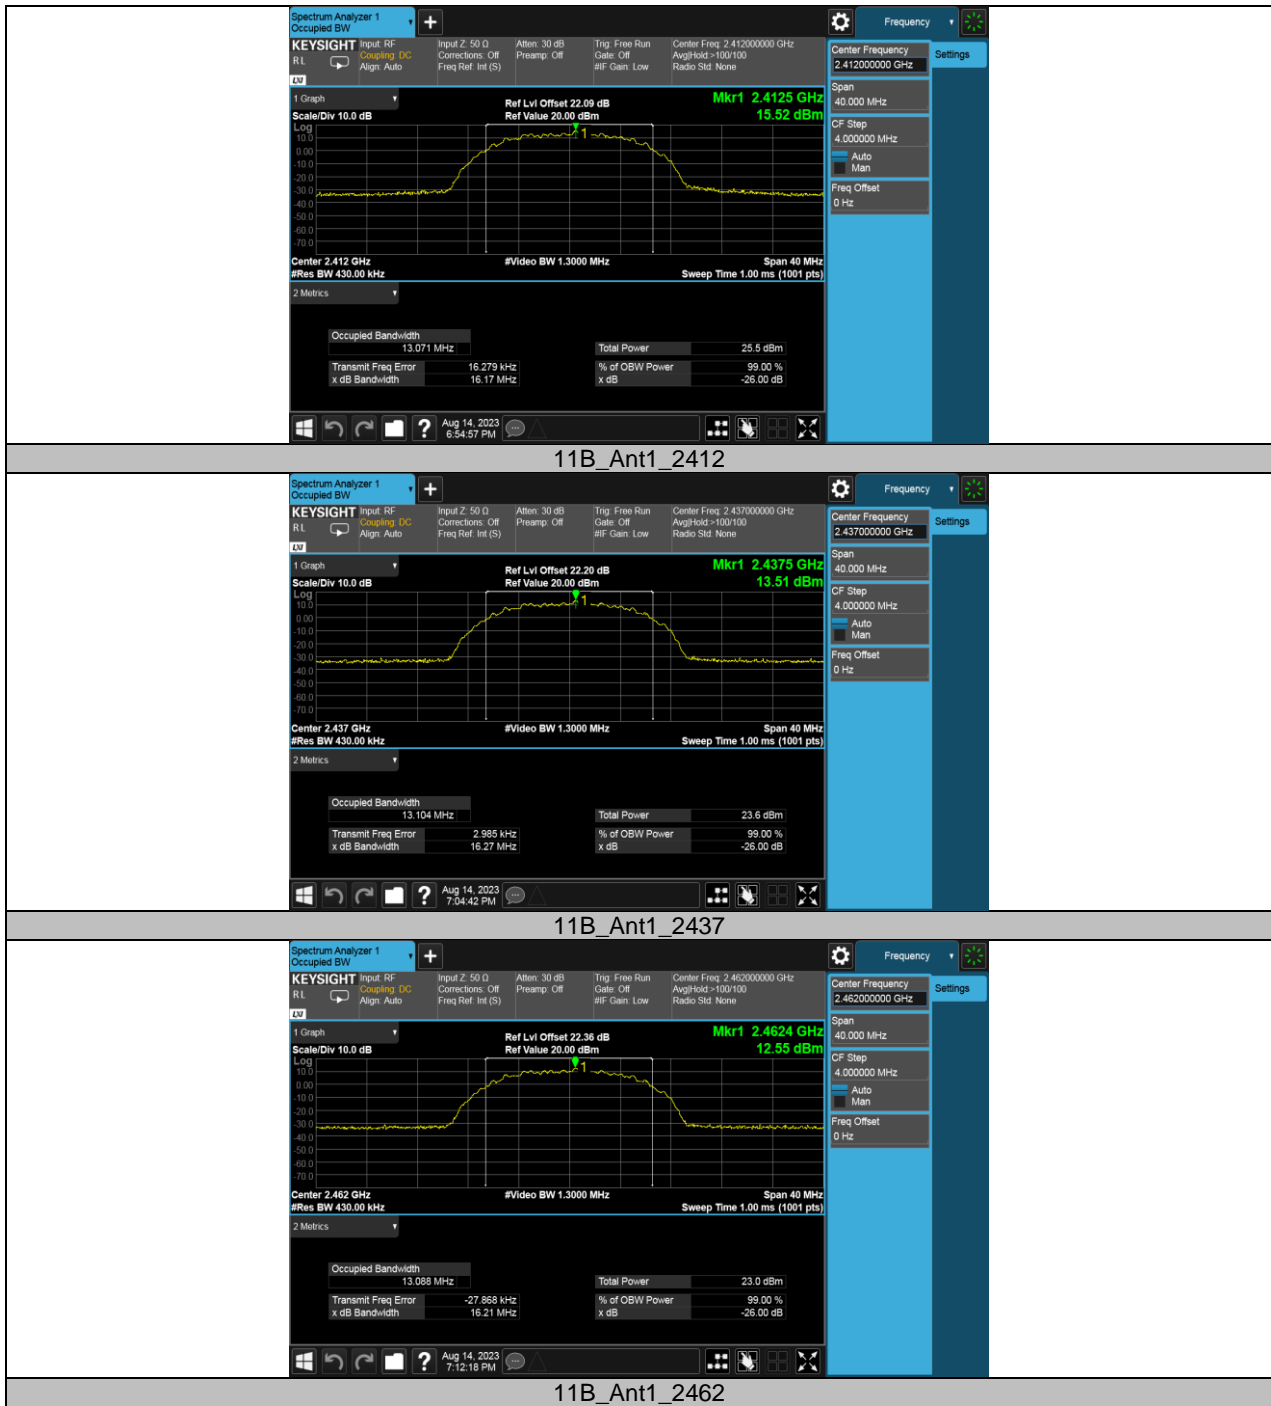 Spectrum Analyzer 1
Occupied BW
Frequency
KEYSIGHT Input: RF Input Z: 50 Ω Atten: 30 dB Trig: Free Run Center Freq: 2.412000000 GHz
RL Coupling: DC Corrections: Off Preamp: Off Gate: Off Avg|Hold:>100/100
Align: Auto Freq Ref: Int (S) #IF Gain: Low Radio Std: None
LXI
Center Frequency
2.412000000 GHz
Settings
Span
40.000 MHz
CF Step
4.000000 MHz
Auto
Man
Freq Offset
0 Hz
1 Graph
Ref Lvl Offset 22.09 dB Mkr1 2.4125 GHz
Scale/Div 10.0 dB Ref Value 20.00 dBm 15.52 dBm
Log
10.0
0.00
-10.0
-20.0
-30.0
-40.0
-50.0
-60.0
-70.0
1
Center 2.412 GHz #Video BW 1.3000 MHz Span 40 MHz
#Res BW 430.00 kHz Sweep Time 1.00 ms (1001 pts)
2 Metrics
Occupied Bandwidth
13.071 MHz Total Power 25.5 dBm
Transmit Freq Error 16.279 kHz % of OBW Power 99.00 %
x dB Bandwidth 16.17 MHz x dB -26.00 dB
Aug 14, 2023
6:54:57 PM
11B_Ant1_2412
Spectrum Analyzer 1
Occupied BW
Frequency
KEYSIGHT Input: RF Input Z: 50 Ω Atten: 30 dB Trig: Free Run Center Freq: 2.437000000 GHz
RL Coupling: DC Corrections: Off Preamp: Off Gate: Off Avg|Hold:>100/100
Align: Auto Freq Ref: Int (S) #IF Gain: Low Radio Std: None
LXI
Center Frequency
2.437000000 GHz
Settings
Span
40.000 MHz
CF Step
4.000000 MHz
Auto
Man
Freq Offset
0 Hz
1 Graph
Ref Lvl Offset 22.20 dB Mkr1 2.4375 GHz
Scale/Div 10.0 dB Ref Value 20.00 dBm 13.51 dBm
Log
10.0
0.00
-10.0
-20.0
-30.0
-40.0
-50.0
-60.0
-70.0
1
Center 2.437 GHz #Video BW 1.3000 MHz Span 40 MHz
#Res BW 430.00 kHz Sweep Time 1.00 ms (1001 pts)
2 Metrics
Occupied Bandwidth
13.104 MHz Total Power 23.6 dBm
Transmit Freq Error 2.985 kHz % of OBW Power 99.00 %
x dB Bandwidth 16.27 MHz x dB -26.00 dB
Aug 14, 2023
7:04:42 PM
11B_Ant1_2437
Spectrum Analyzer 1
Occupied BW
Frequency
KEYSIGHT Input: RF Input Z: 50 Ω Atten: 30 dB Trig: Free Run Center Freq: 2.462000000 GHz
RL Coupling: DC Corrections: Off Preamp: Off Gate: Off Avg|Hold:>100/100
Align: Auto Freq Ref: Int (S) #IF Gain: Low Radio Std: None
LXI
Center Frequency
2.462000000 GHz
Settings
Span
40.000 MHz
CF Step
4.000000 MHz
Auto
Man
Freq Offset
0 Hz
1 Graph
Ref Lvl Offset 22.36 dB Mkr1 2.4624 GHz
Scale/Div 10.0 dB Ref Value 20.00 dBm 12.55 dBm
Log
10.0
0.00
-10.0
-20.0
-30.0
-40.0
-50.0
-60.0
-70.0
1
Center 2.462 GHz #Video BW 1.3000 MHz Span 40 MHz
#Res BW 430.00 kHz Sweep Time 1.00 ms (1001 pts)
2 Metrics
Occupied Bandwidth
13.088 MHz Total Power 23.0 dBm
Transmit Freq Error -27.868 kHz % of OBW Power 99.00 %
x dB Bandwidth 16.21 MHz x dB -26.00 dB
Aug 14, 2023
7:12:18 PM
11B_Ant1_2462